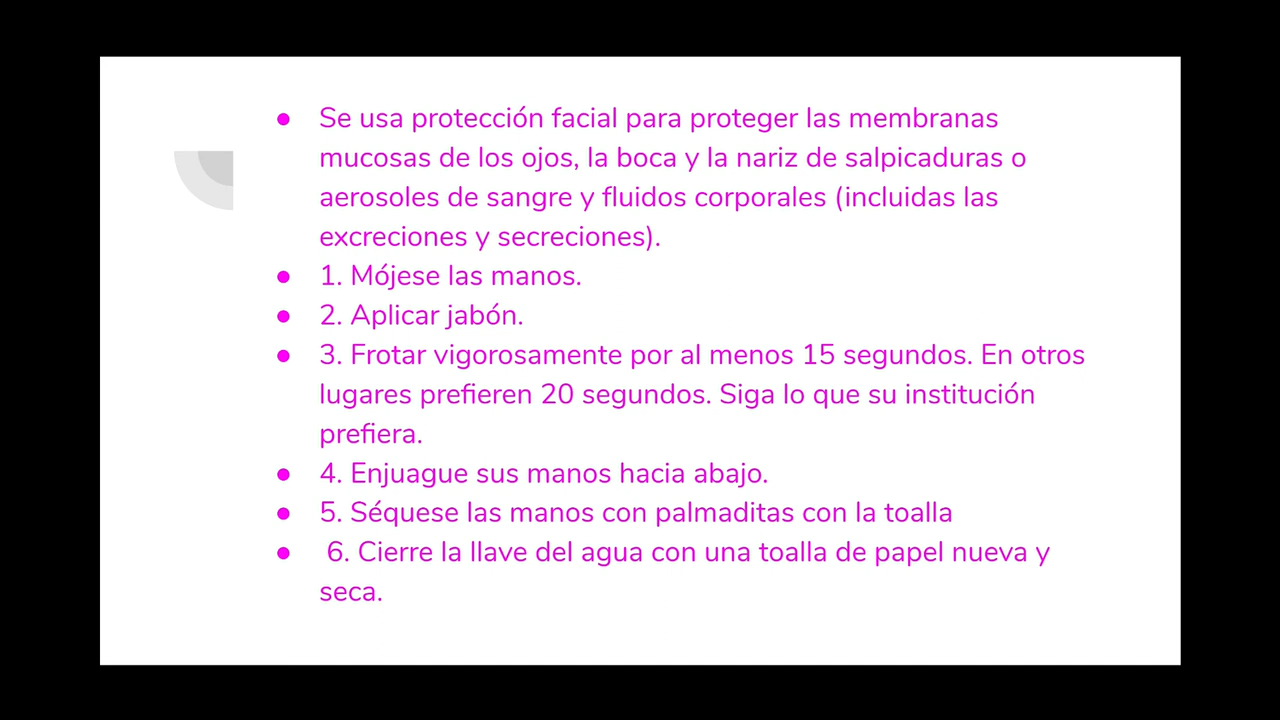 ● Se usa protección facial para proteger las membranas
mucosas de los ojos, la boca y la nariz de salpicaduras o
aerosoles de sangre y fluidos corporales (incluidas las
excreciones y secreciones).
● 1. Mójese las manos.
● 2. Aplicar jabón.
● 3. Frotar vigorosamente por al menos 15 segundos. En otros
lugares prefieren 20 segundos. Siga lo que su institución
prefiera.
● 4. Enjuague sus manos hacia abajo.
● 5. Séquese las manos con palmaditas con la toalla
● 6. Cierre la llave del agua con una toalla de papel nueva y
seca.